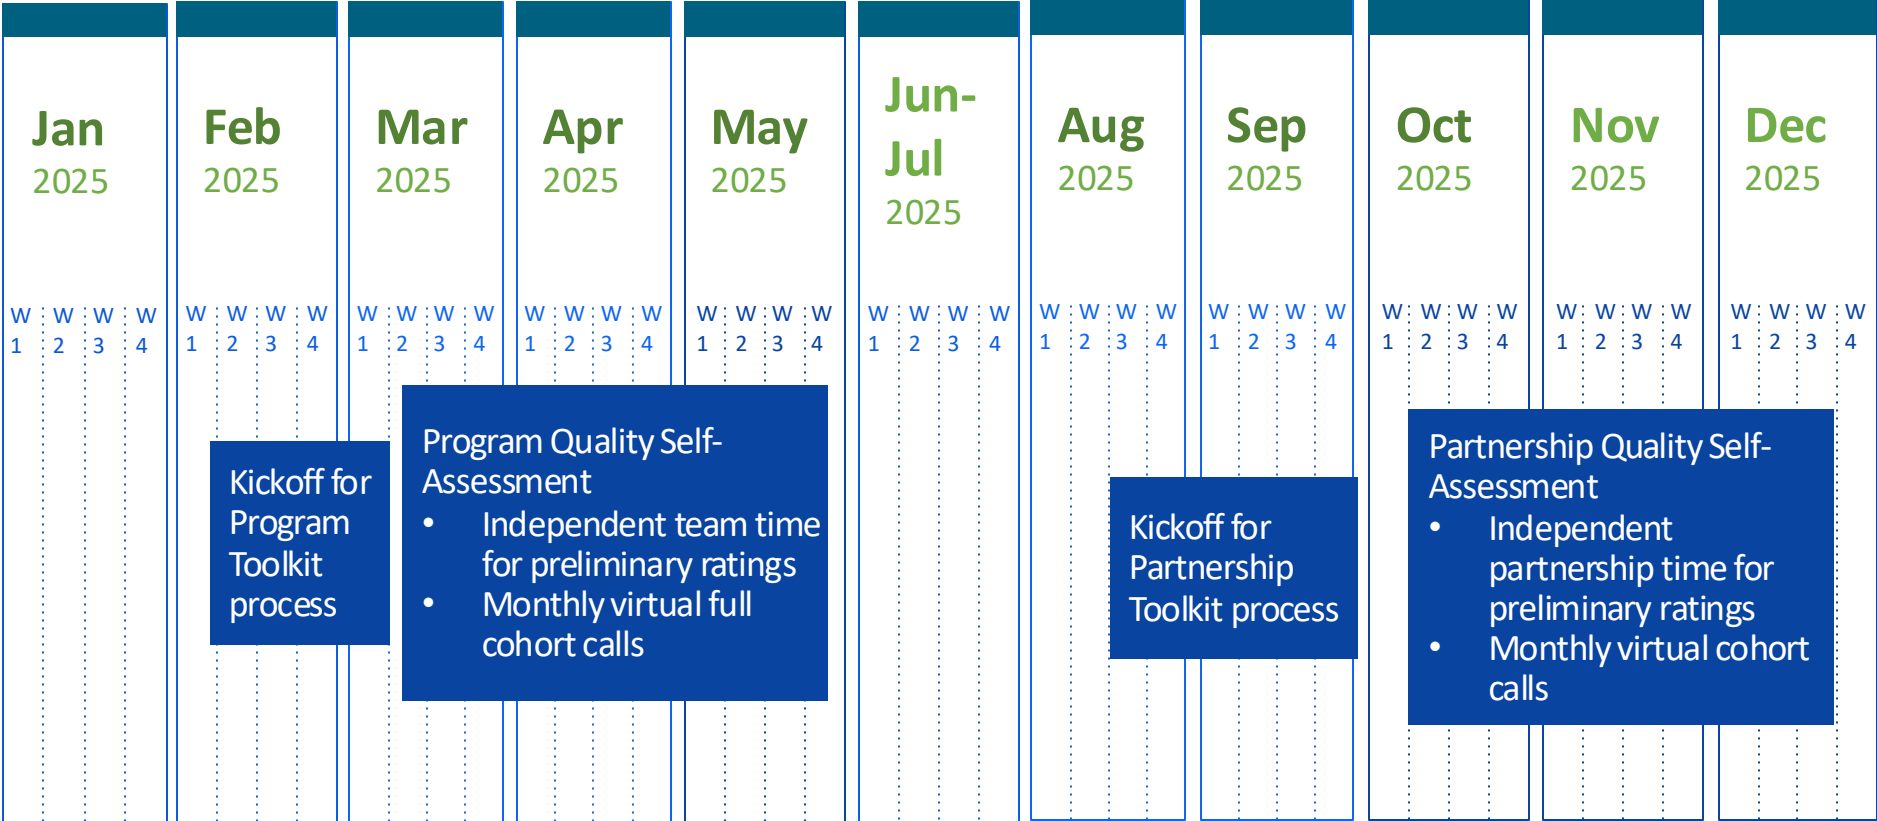 Jan
2025
Feb
2025
Mar
2025
Apr
2025
May
2025
Jun-
Jul
2025
Aug
2025
Sep
2025
Oct
2025
Nov
2025
Dec
2025
W W W W
1 2 3 4
W W W W
1 2 3 4
W W W W
1 2 3 4
W W W W
1 2 3 4
W W W W
1 2 3 4
W W W W
1 2 3 4
W W W W
1 2 3 4
W W W W
1 2 3 4
W W W W
1 2 3 4
W W W W
1 2 3 4
W W W W
1 2 3 4
Kickoff for
Program
Toolkit
process
Program Quality Self-
Assessment
• Independent team time
for preliminary ratings
• Monthly virtual full
cohort calls
Kickoff for
Partnership
Toolkit process
Partnership Quality Self-
Assessment
• Independent
partnership time for
preliminary ratings
• Monthly virtual cohort
calls